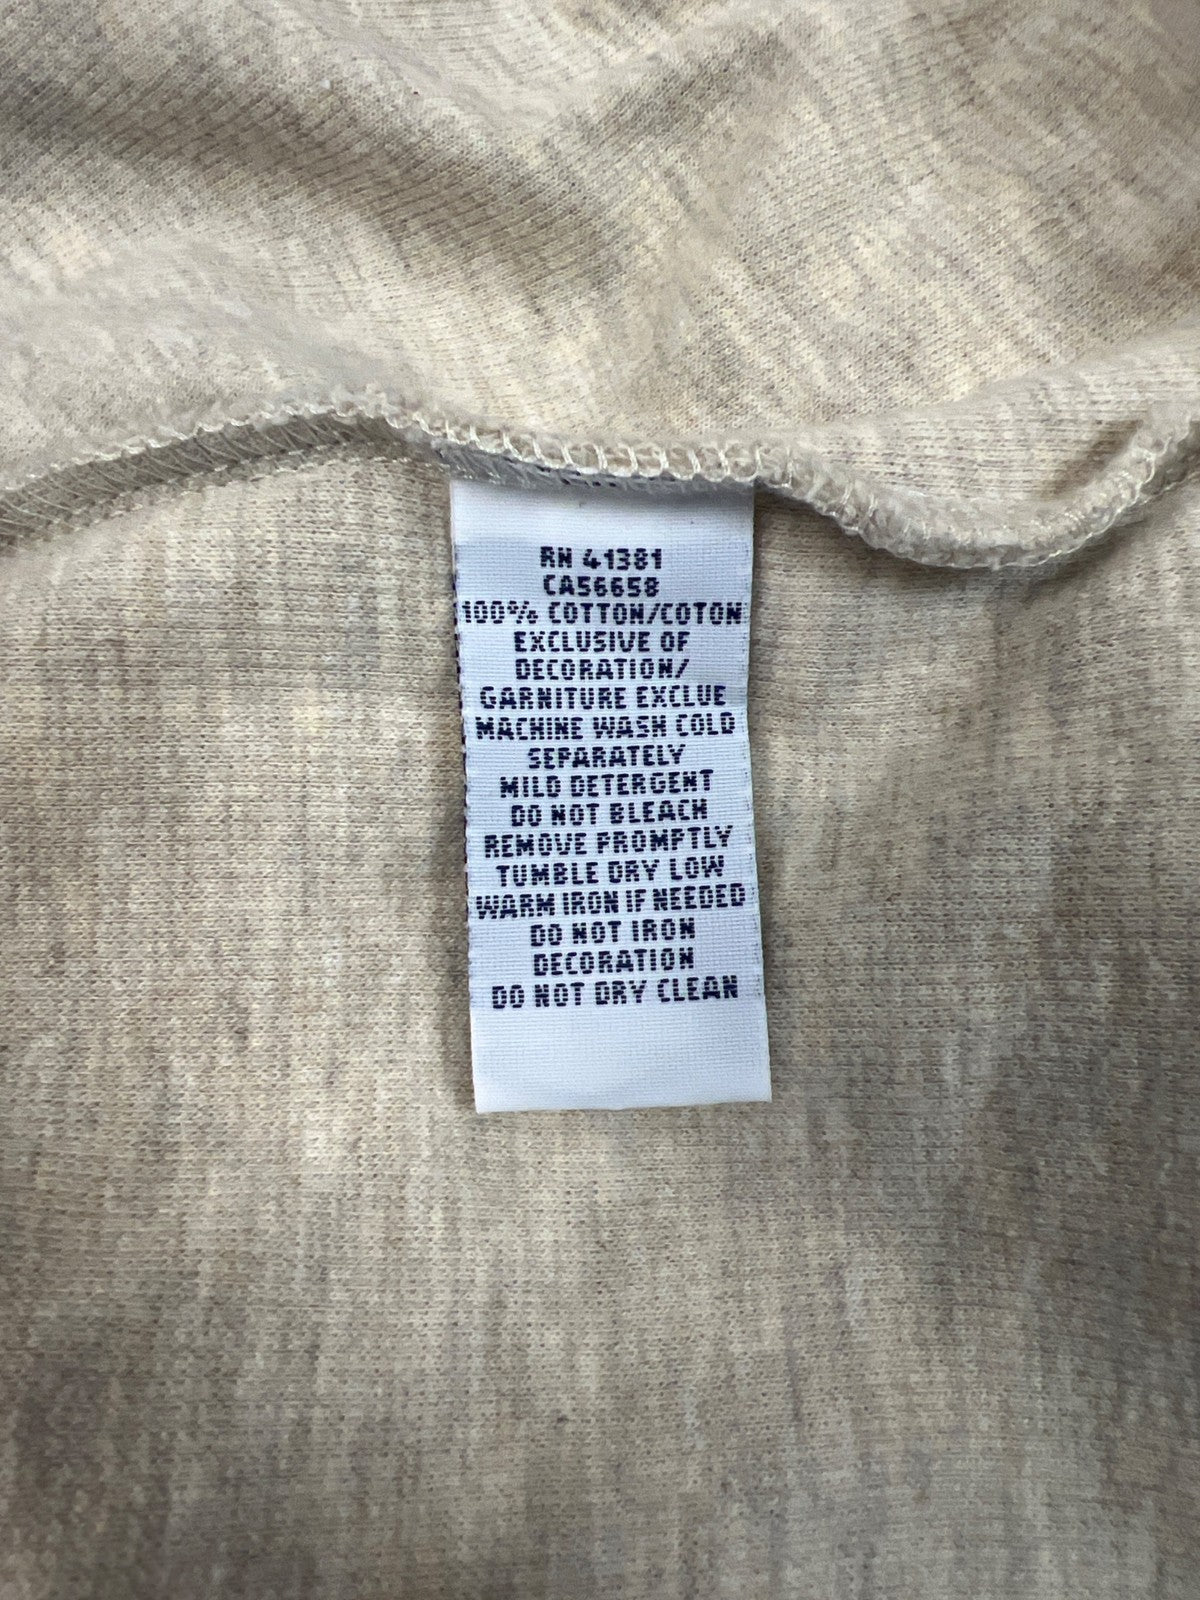 RN 41381
CA56658
100% COTTON/COTON
EXCLUSIVE OF
DECORATION/
GARNITURE EXCLUE
MACHINE WASH COLD
SEPARATELY
MILD DETERGENT
DO NOT BLEACH
REMOVE PROMPTLY
TUMBLE DRY LOW
WARM IRON IF NEEDED
DO NOT IRON
DECORATION
DO NOT DRY CLEAN